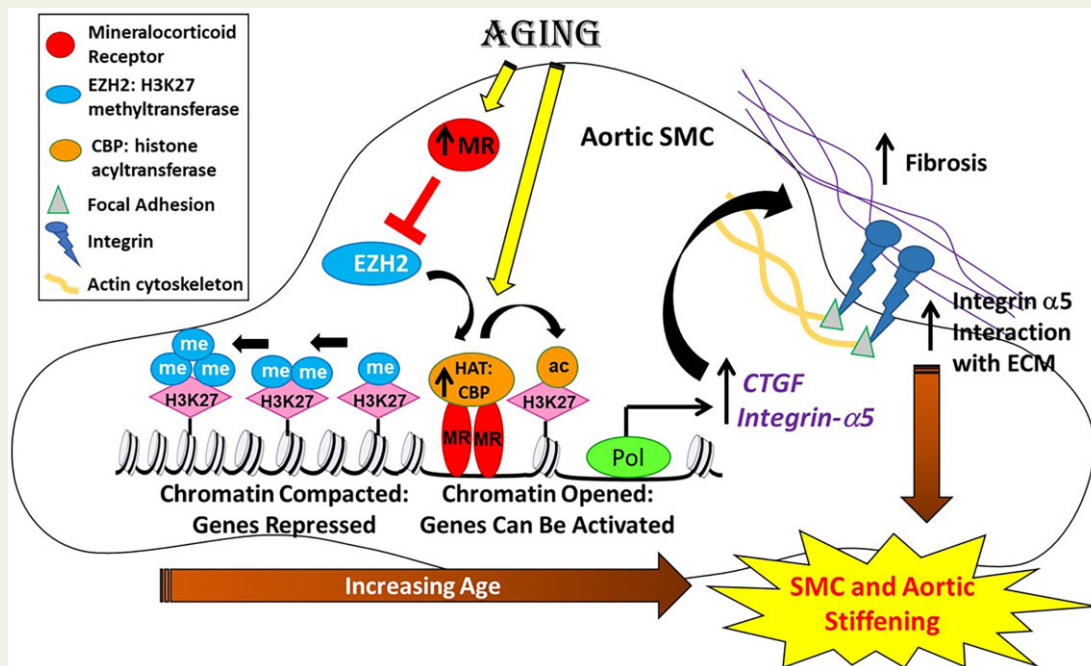 Mineralocorticoid
Receptor
EZH2: H3K27
methyltransferase
CBP: histone
acyltransferase
Focal Adhesion
Integrin
Actin cytoskeleton
AGING
MR
Aortic SMC
Fibrosis
EZH2
me
me me
H3K27
me me
H3K27
me
H3K27
HAT:
CBP
MR MR
ac
H3K27
Pol
CTGF
Integrin-α5
Integrin α5
Interaction
with ECM
Chromatin Compacted:
Genes Repressed
Chromatin Opened:
Genes Can Be Activated
Increasing Age
SMC and Aortic
Stiffening